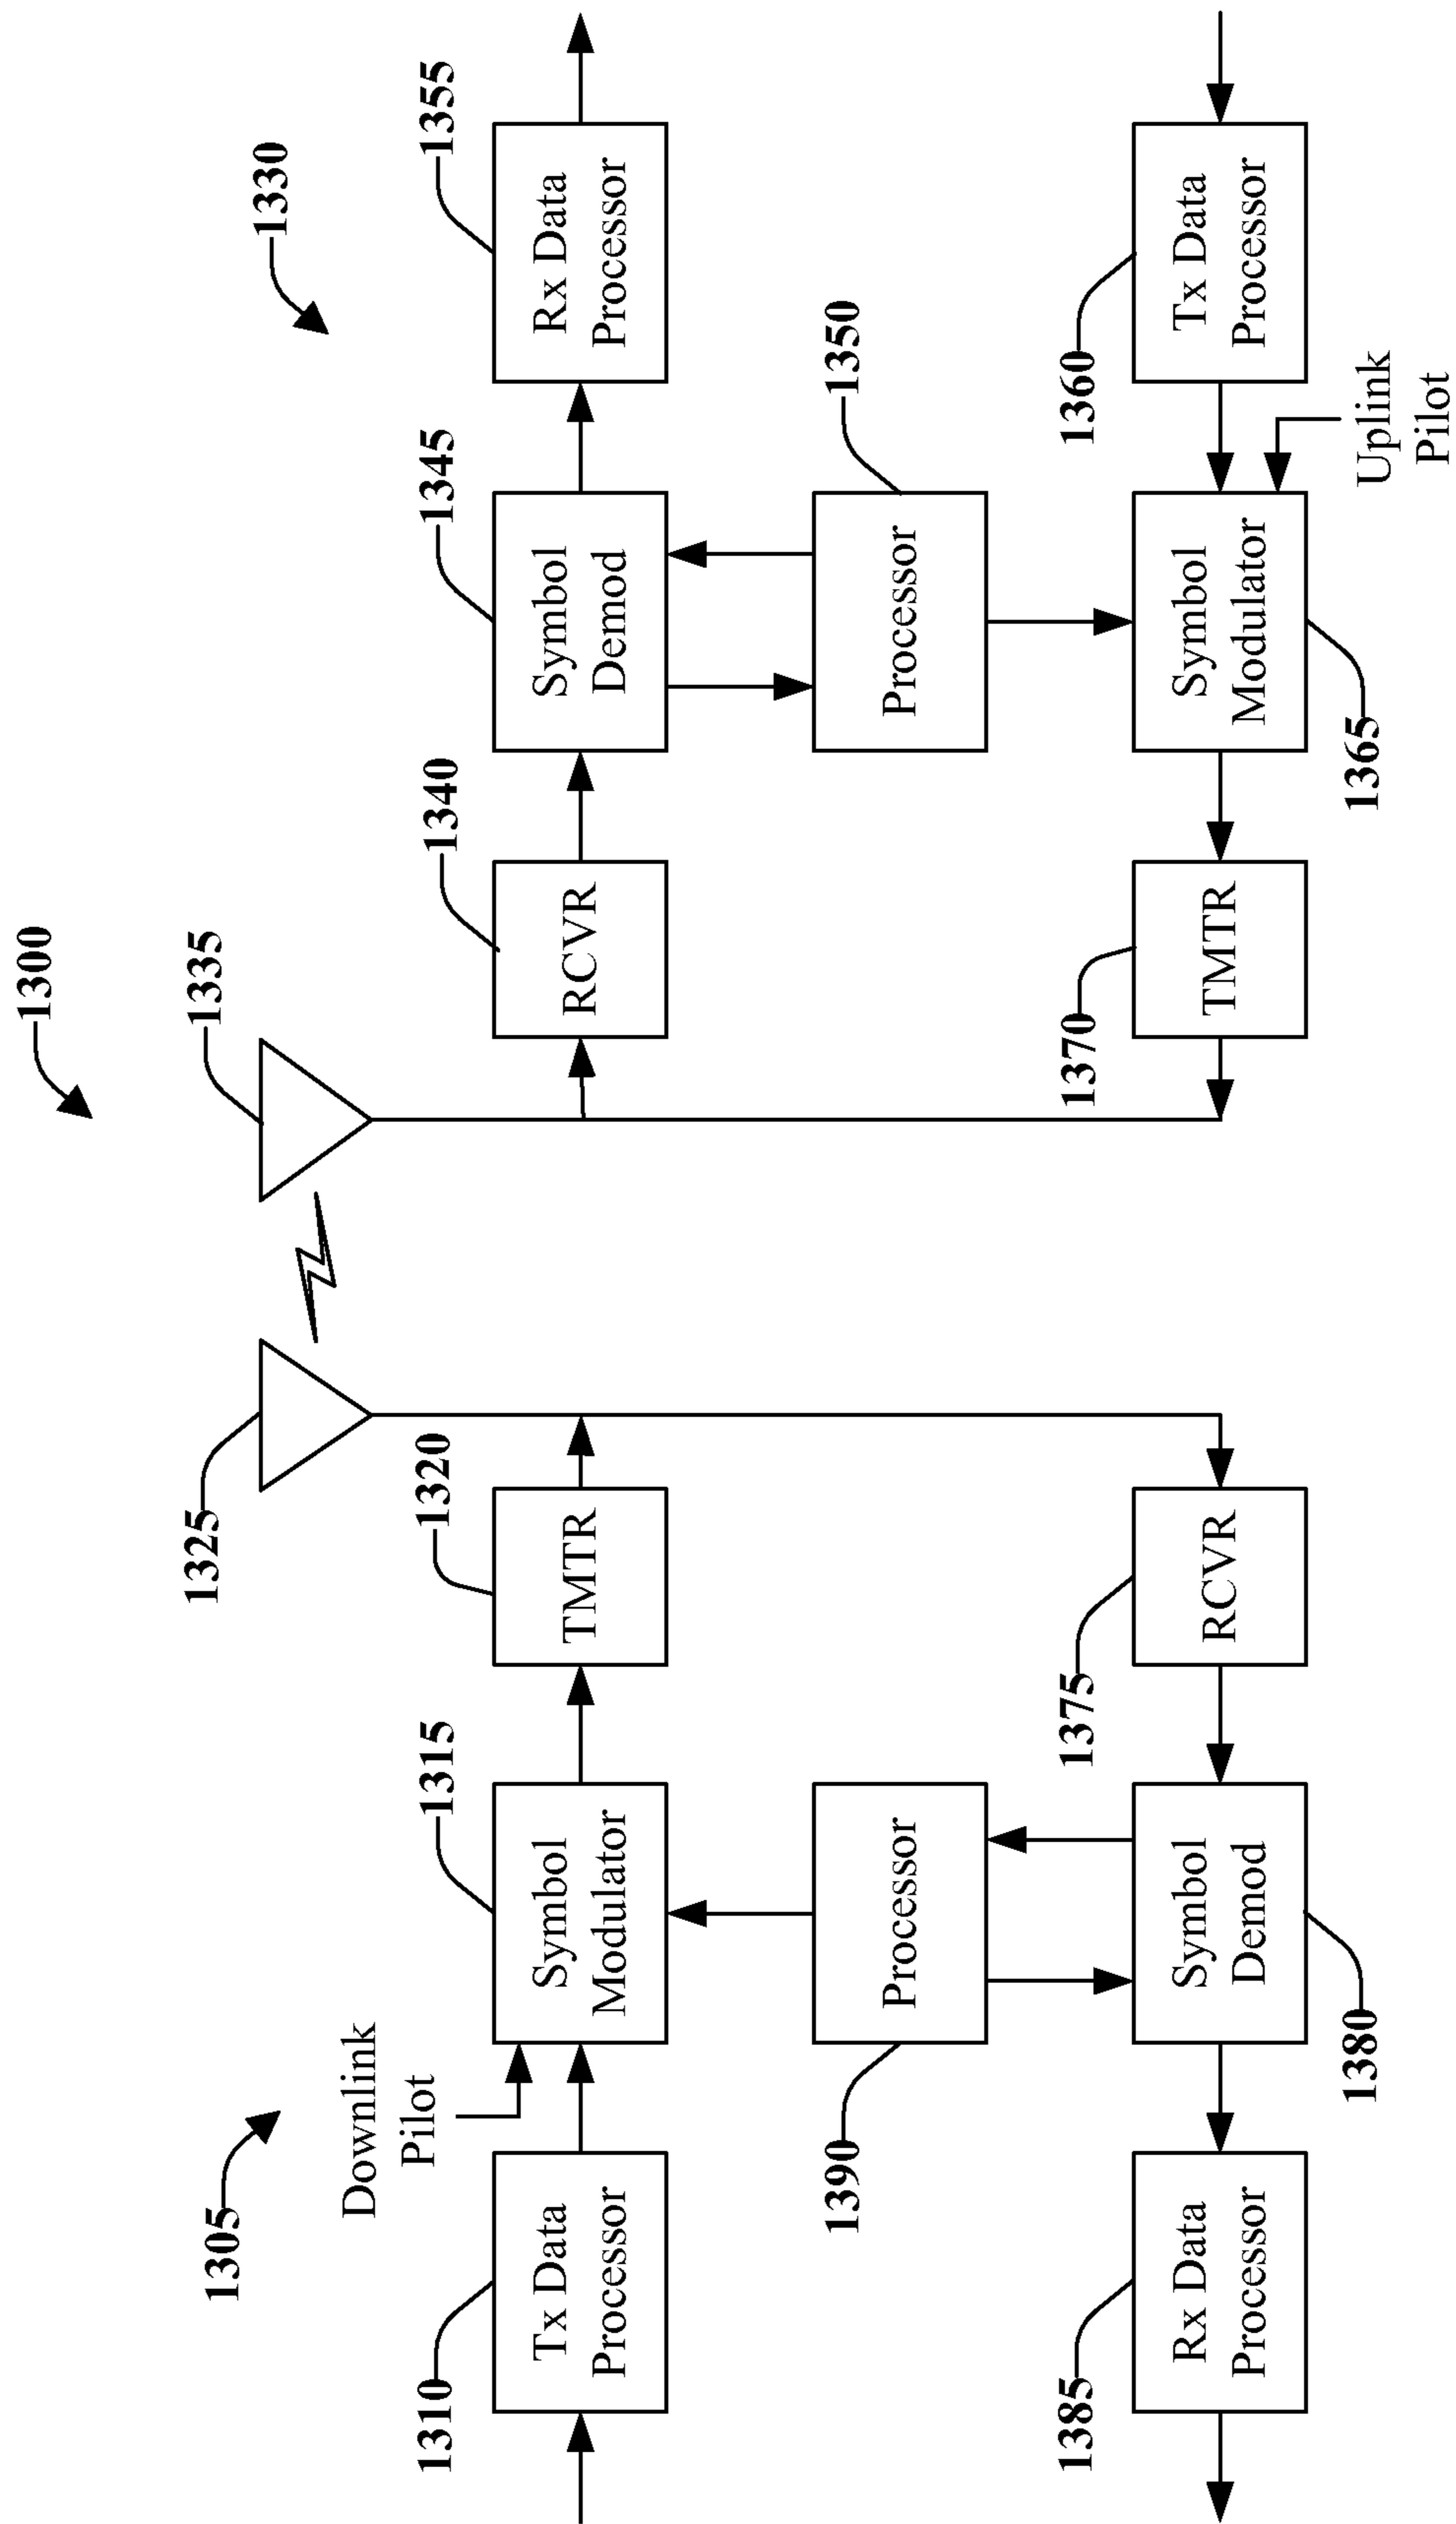 1300
1305
1325
1335
1330
Downlink
Pilot
1310
1315
1320
1340
1345
1355
Tx Data
Processor
Symbol
Modulator
TMTR
RCVR
Symbol
Demod
Rx Data
Processor
1390
Processor
Processor
1350
1385
1375
1370
1360
Rx Data
Processor
Symbol
Demod
RCVR
TMTR
Symbol
Modulator
Tx Data
Processor
1380
1365
Uplink
Pilot